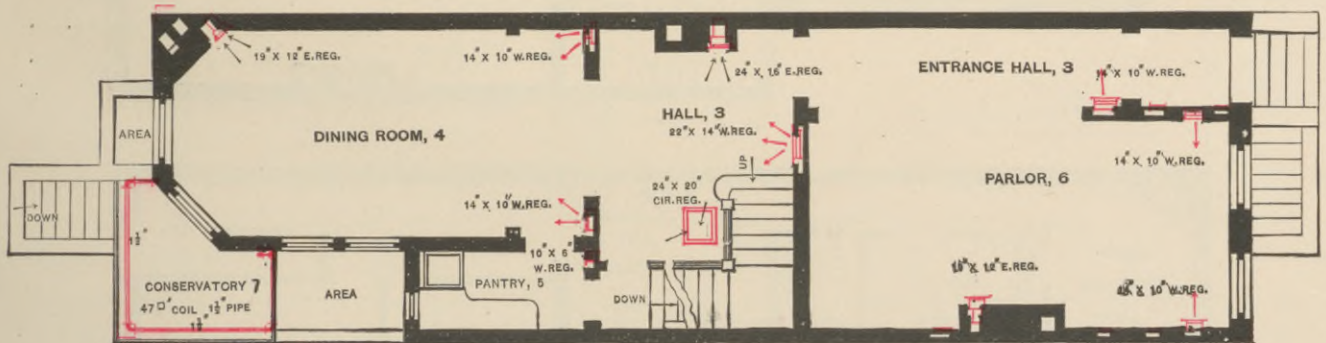 19" X 12" E.REG.
14" X 10" W.REG.
24" X 16" E.REG.
ENTRANCE HALL, 3
14" X 10" W.REG.
AREA
DINING ROOM, 4
HALL, 3
22" X 14" W.REG.
UP
14" X 10" W.REG.
PARLOR, 6
24" X 20"
CIR.REG.
14" X 10" W.REG.
DOWN
1½"
10" X 6"
W.REG.
X 12" E.REG.
X 10" W.REG.
CONSERVATORY 7
47 □" COIL 1½" PIPE
1½"
AREA
PANTRY, 5
DOWN